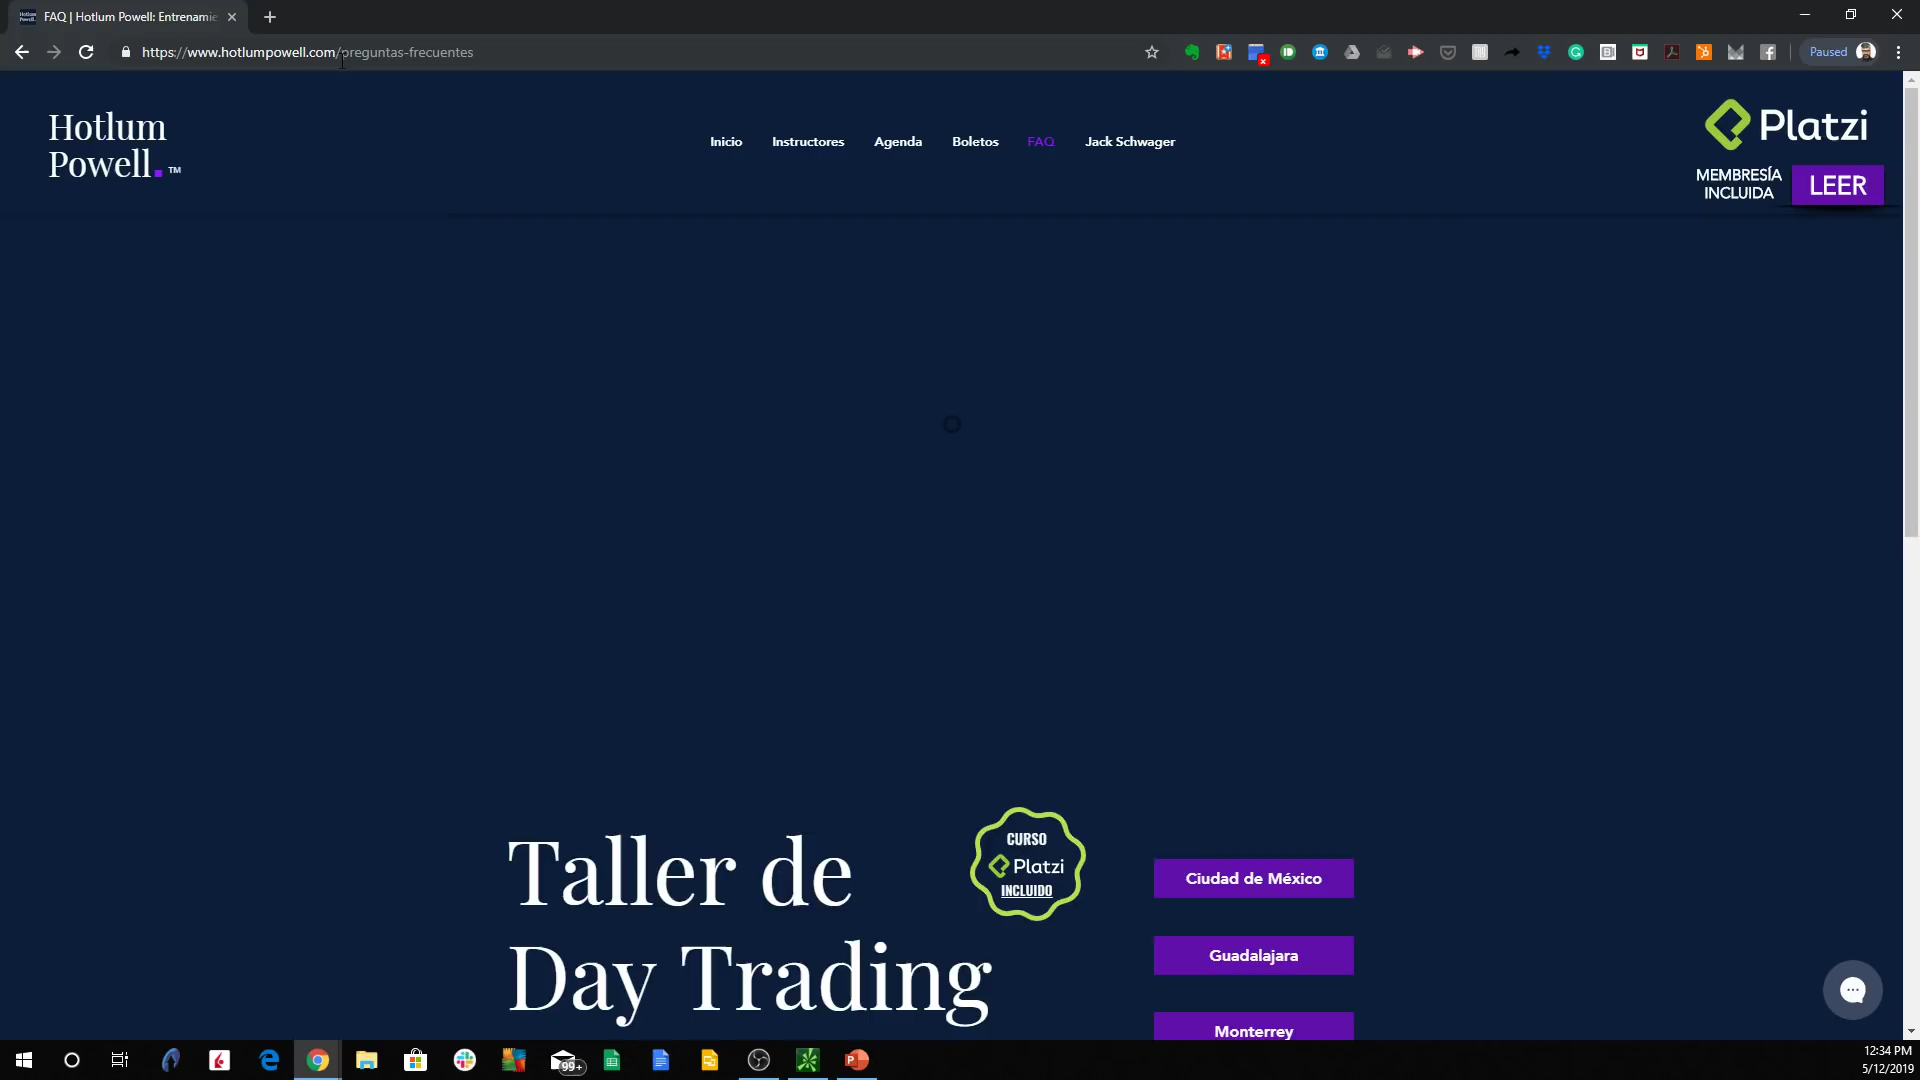 FAQ | Hotlum Powell: Entrenamie
https://www.hotlumpowell.com/preguntas-frecuentes
Paused
Hotlum
Powell.™
Inicio
Instructores
Agenda
Boletos
FAQ
Jack Schwager
Platzi
MEMBRESÍA
INCLUIDA
LEER
Taller de
Day Trading
CURSO
Platzi
INCLUIDO
Ciudad de México
Guadalajara
Monterrey
99+
12:34 PM
5/12/2019